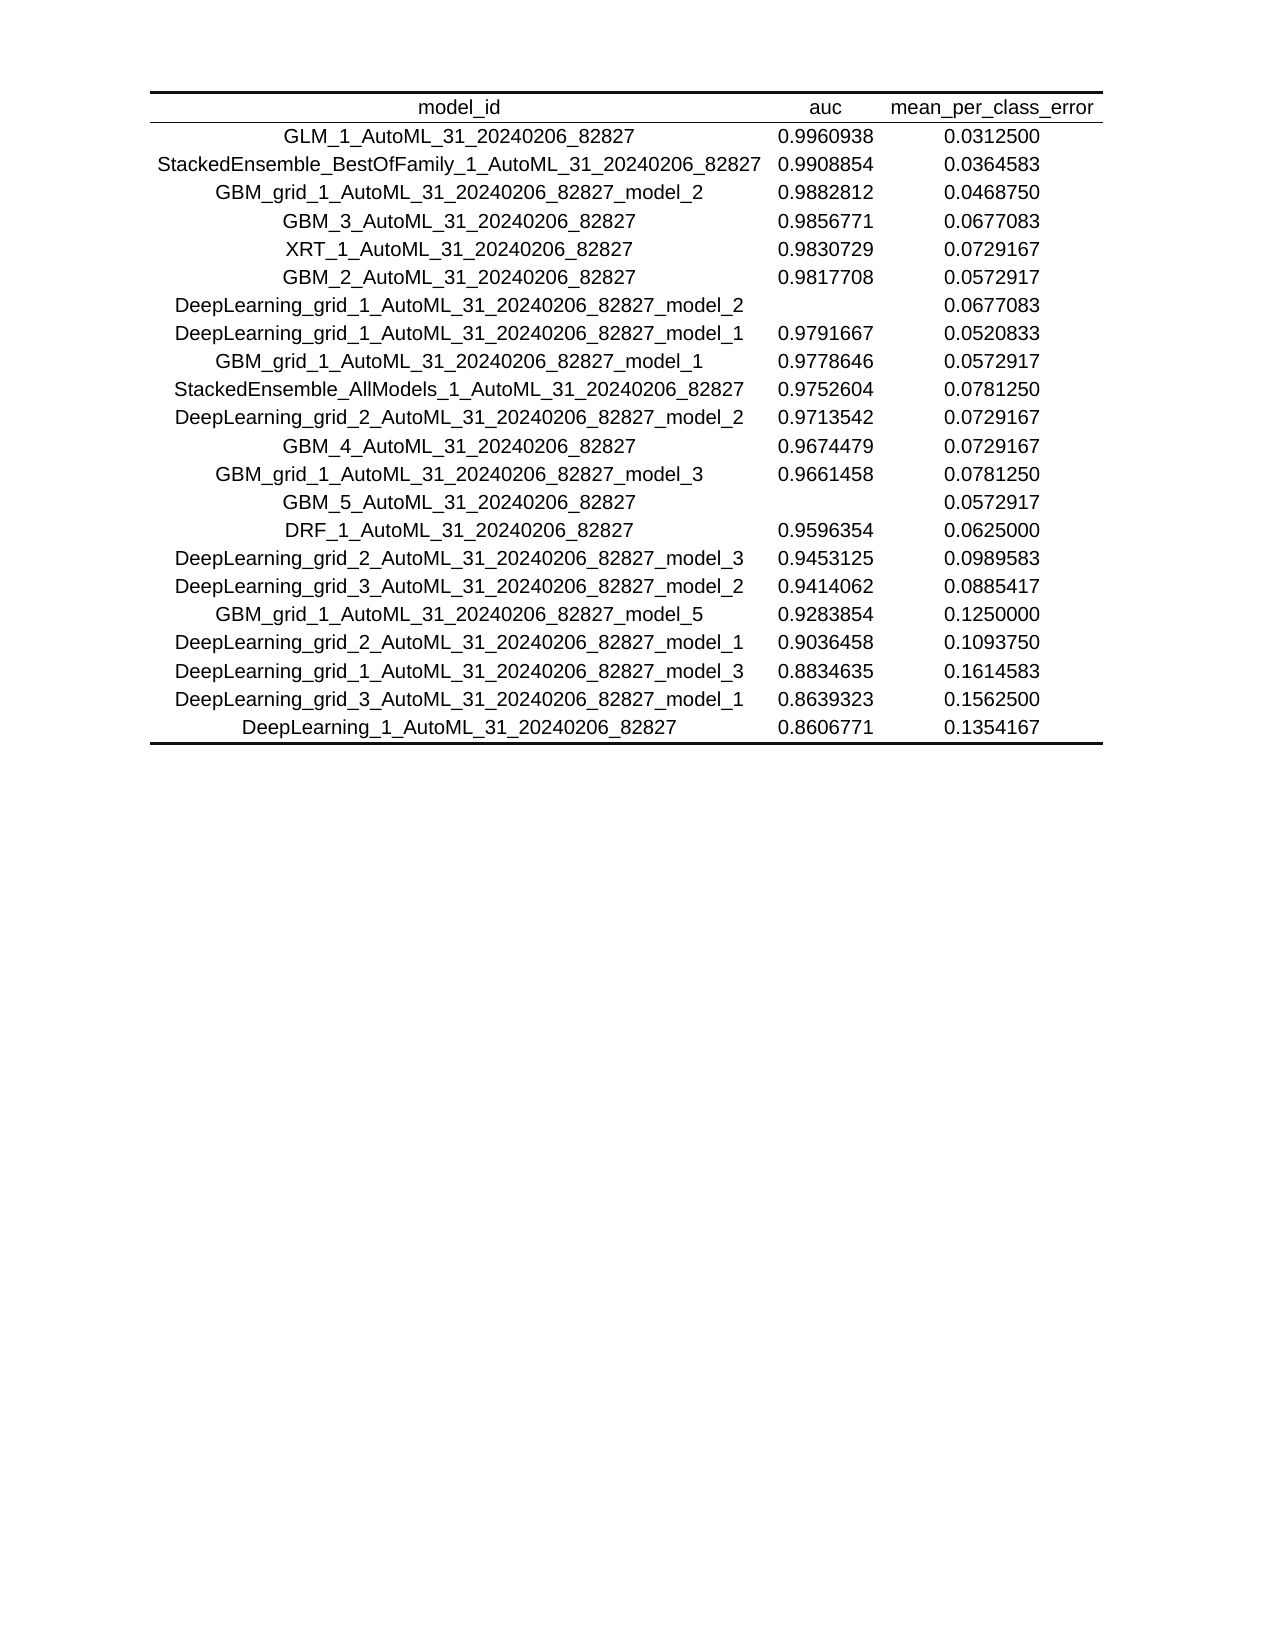 model_id auc mean_per_class_error
GLM_1_AutoML_31_20240206_82827 0.9960938 0.0312500
StackedEnsemble_BestOfFamily_1_AutoML_31_20240206_82827 0.9908854 0.0364583
GBM_grid_1_AutoML_31_20240206_82827_model_2 0.9882812 0.0468750
GBM_3_AutoML_31_20240206_82827 0.9856771 0.0677083
XRT_1_AutoML_31_20240206_82827 0.9830729 0.0729167
GBM_2_AutoML_31_20240206_82827 0.9817708 0.0572917
DeepLearning_grid_1_AutoML_31_20240206_82827_model_2 0.0677083
DeepLearning_grid_1_AutoML_31_20240206_82827_model_1 0.9791667 0.0520833
GBM_grid_1_AutoML_31_20240206_82827_model_1 0.9778646 0.0572917
StackedEnsemble_AllModels_1_AutoML_31_20240206_82827 0.9752604 0.0781250
DeepLearning_grid_2_AutoML_31_20240206_82827_model_2 0.9713542 0.0729167
GBM_4_AutoML_31_20240206_82827 0.9674479 0.0729167
GBM_grid_1_AutoML_31_20240206_82827_model_3 0.9661458 0.0781250
GBM_5_AutoML_31_20240206_82827 0.0572917
DRF_1_AutoML_31_20240206_82827 0.9596354 0.0625000
DeepLearning_grid_2_AutoML_31_20240206_82827_model_3 0.9453125 0.0989583
DeepLearning_grid_3_AutoML_31_20240206_82827_model_2 0.9414062 0.0885417
GBM_grid_1_AutoML_31_20240206_82827_model_5 0.9283854 0.1250000
DeepLearning_grid_2_AutoML_31_20240206_82827_model_1 0.9036458 0.1093750
DeepLearning_grid_1_AutoML_31_20240206_82827_model_3 0.8834635 0.1614583
DeepLearning_grid_3_AutoML_31_20240206_82827_model_1 0.8639323 0.1562500
DeepLearning_1_AutoML_31_20240206_82827 0.8606771 0.1354167